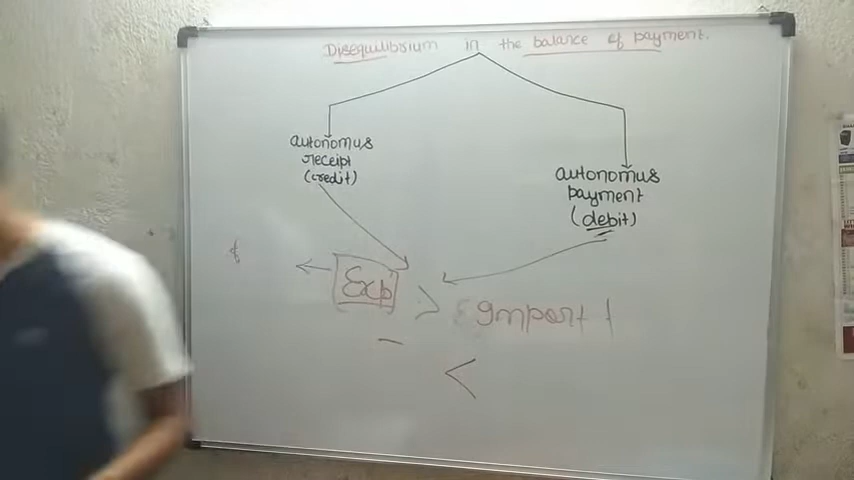 Disequilibrium in the balance of payment.
autonomus
receipt
(credit)
autonomus
payment
(debit)
Exp > Import
<